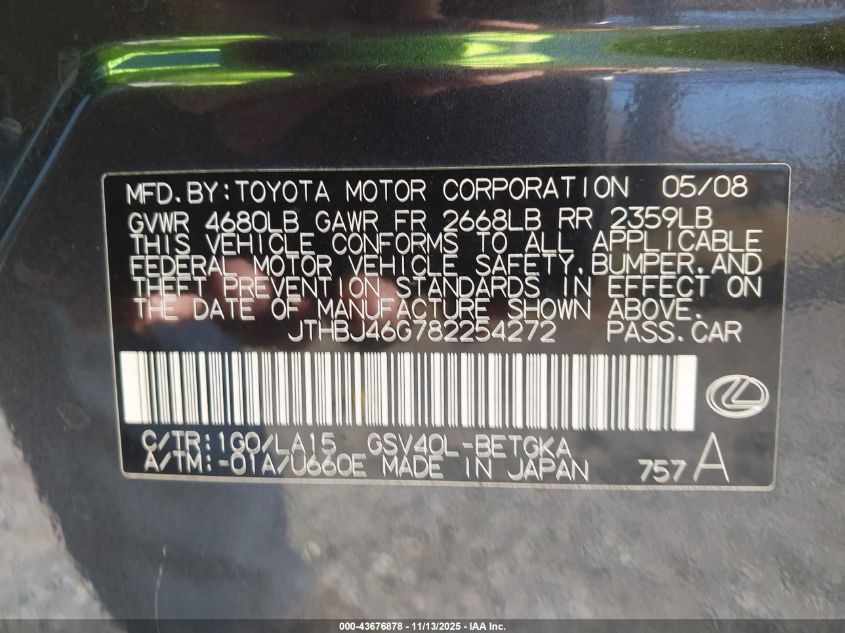 MFD.BY:TOYOTA MOTOR CORPORATION 05/08
GVWR 4680LB GAWR FR 2668LB RR 2359LB
THIS VEHICLE CONFORMS TO ALL APPLICABLE
FEDERAL MOTOR VEHICLE SAFETY,BUMPER,AND
THEFT PREVENTION STANDARDS IN EFFECT ON
THE DATE OF MANUFACTURE SHOWN ABOVE.
JTHBJ46G782254272 PASS.CAR
C/TR:1G0/LA15 GSV40L-BETGKA
A/TM:-01A/U660E MADE IN JAPAN 757A
000-43676878 - 11/13/2025 - IAA Inc.